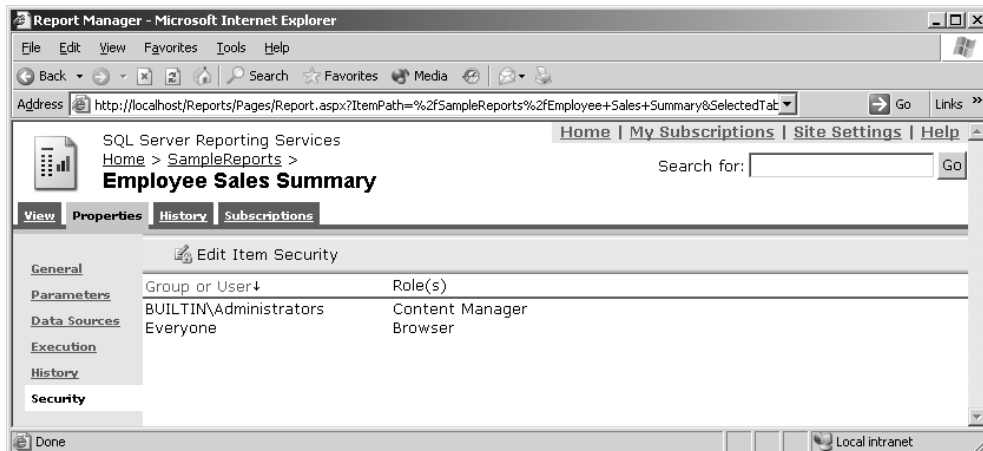 Report Manager - Microsoft Internet Explorer
File Edit View Favorites Tools Help
Back Search Favorites Media
Address http://localhost/Reports/Pages/Report.aspx?ItemPath=%2fSampleReports%2fEmployee+Sales+Summary&SelectedTab Go Links »
Home | My Subscriptions | Site Settings | Help
SQL Server Reporting Services
Home > SampleReports >
Search for: Go
Employee Sales Summary
View Properties History Subscriptions
Edit Item Security
General
Parameters
Data Sources
Execution
History
Security
Group or User↓ Role(s)
BUILTIN\Administrators Content Manager
Everyone Browser
Done Local intranet